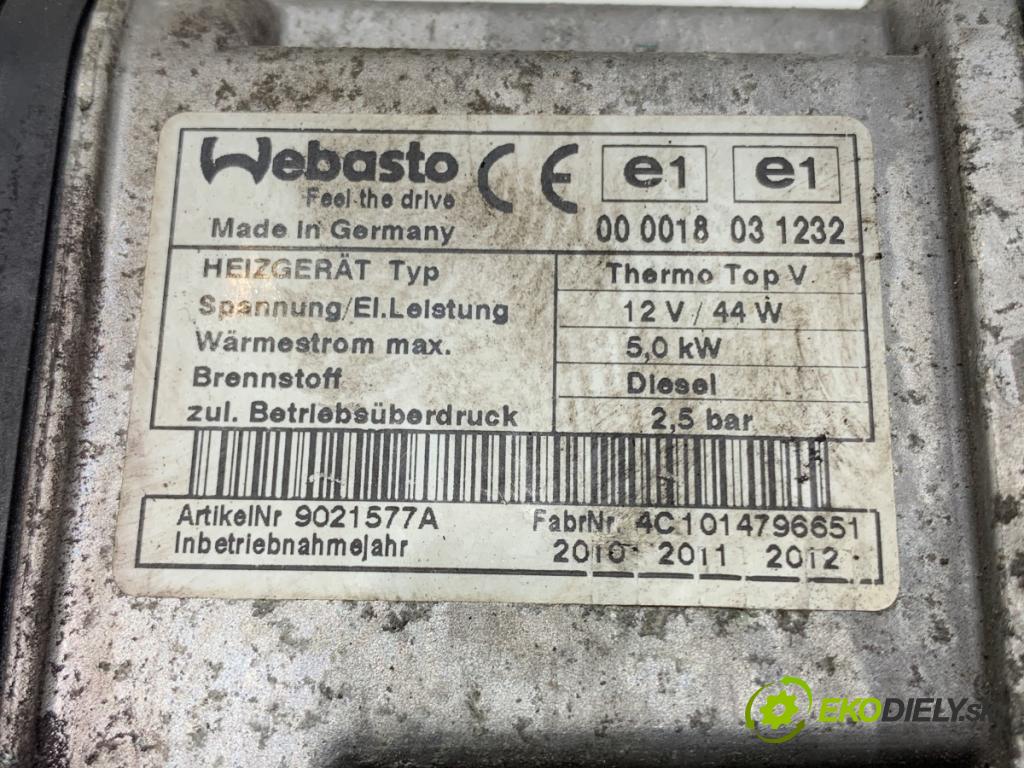 Webasto CE e1 e1
Feel the drive
Made in Germany 00 0018 03 1232
HEIZGERÄT Typ Thermo Top V
Spannung/El.Leistung 12 V / 44 W
Wärmestrom max. 5,0 kW
Brennstoff Diesel
zul. Betriebsüberdruck 2,5 bar
ArtikelNr 9021577A FabrNr. 4C1014796651
Inbetriebnahmejahr 2010 2011 2012
EKODIELY.sk